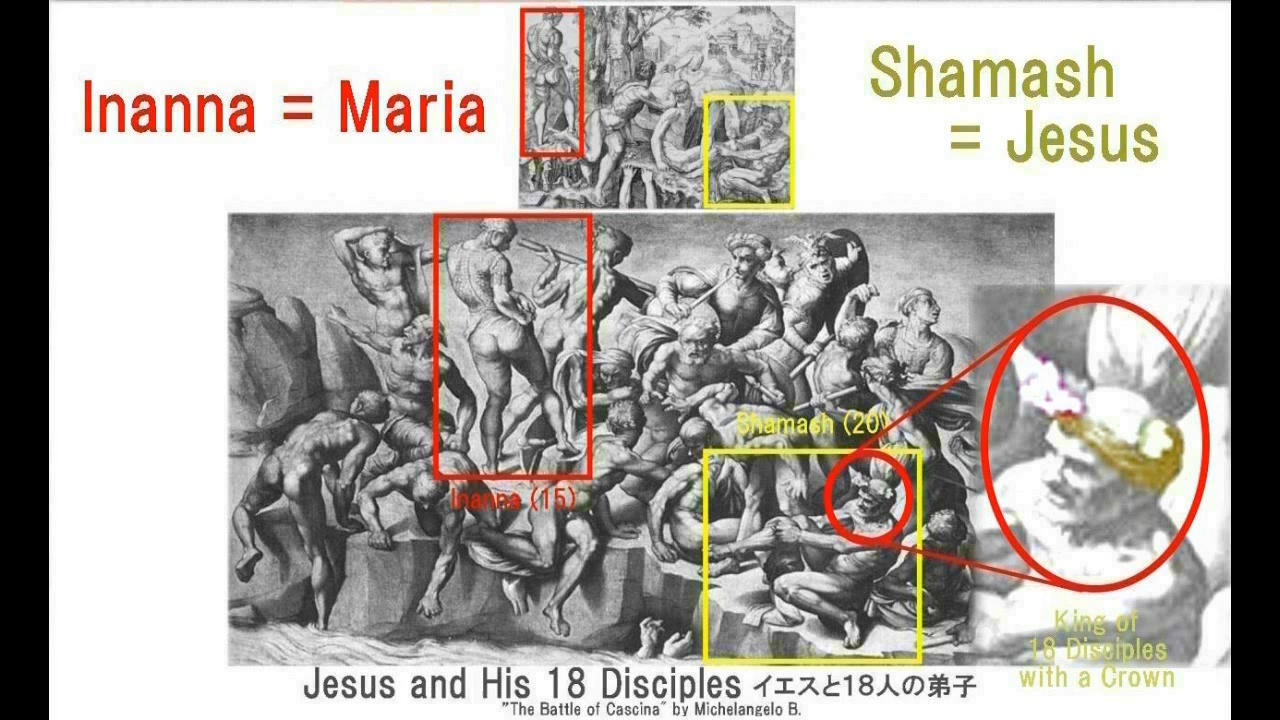 Inanna = Maria
Shamash
= Jesus
Shamash (20)
Inanna (15)
King of
18 Disciples
with a Crown
Jesus and His 18 Disciples イエスと18人の弟子
"The Battle of Cascina" by Michelangelo B.